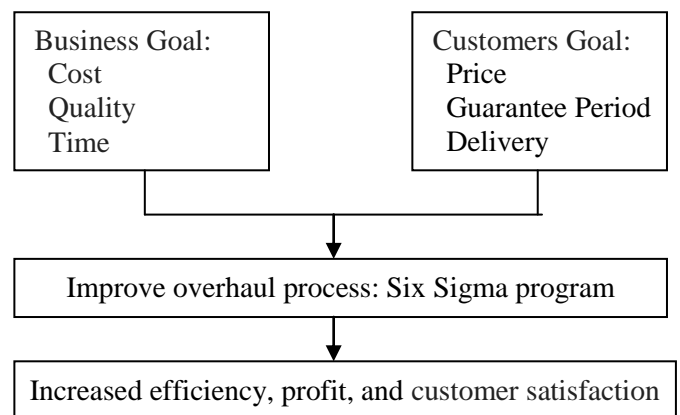 Business Goal:
Cost
Quality
Time
Customers Goal:
Price
Guarantee Period
Delivery
Improve overhaul process: Six Sigma program
Increased efficiency, profit, and customer satisfaction